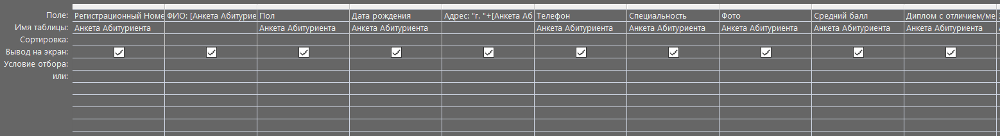 Поле: Регистрационный Номе ФИО: [Анкета Абитурие Пол Дата рождения Адрес: "г. "+[Анкета Аб Телефон Специальность Фото Средний балл Диплом с отличием/ме
Имя таблицы: Анкета Абитуриента Анкета Абитуриента Анкета Абитуриента Анкета Абитуриента Анкета Абитуриента Анкета Абитуриента Анкета Абитуриента Анкета Абитуриента
Сортировка:
Вывод на экран:
Условие отбора:
или: